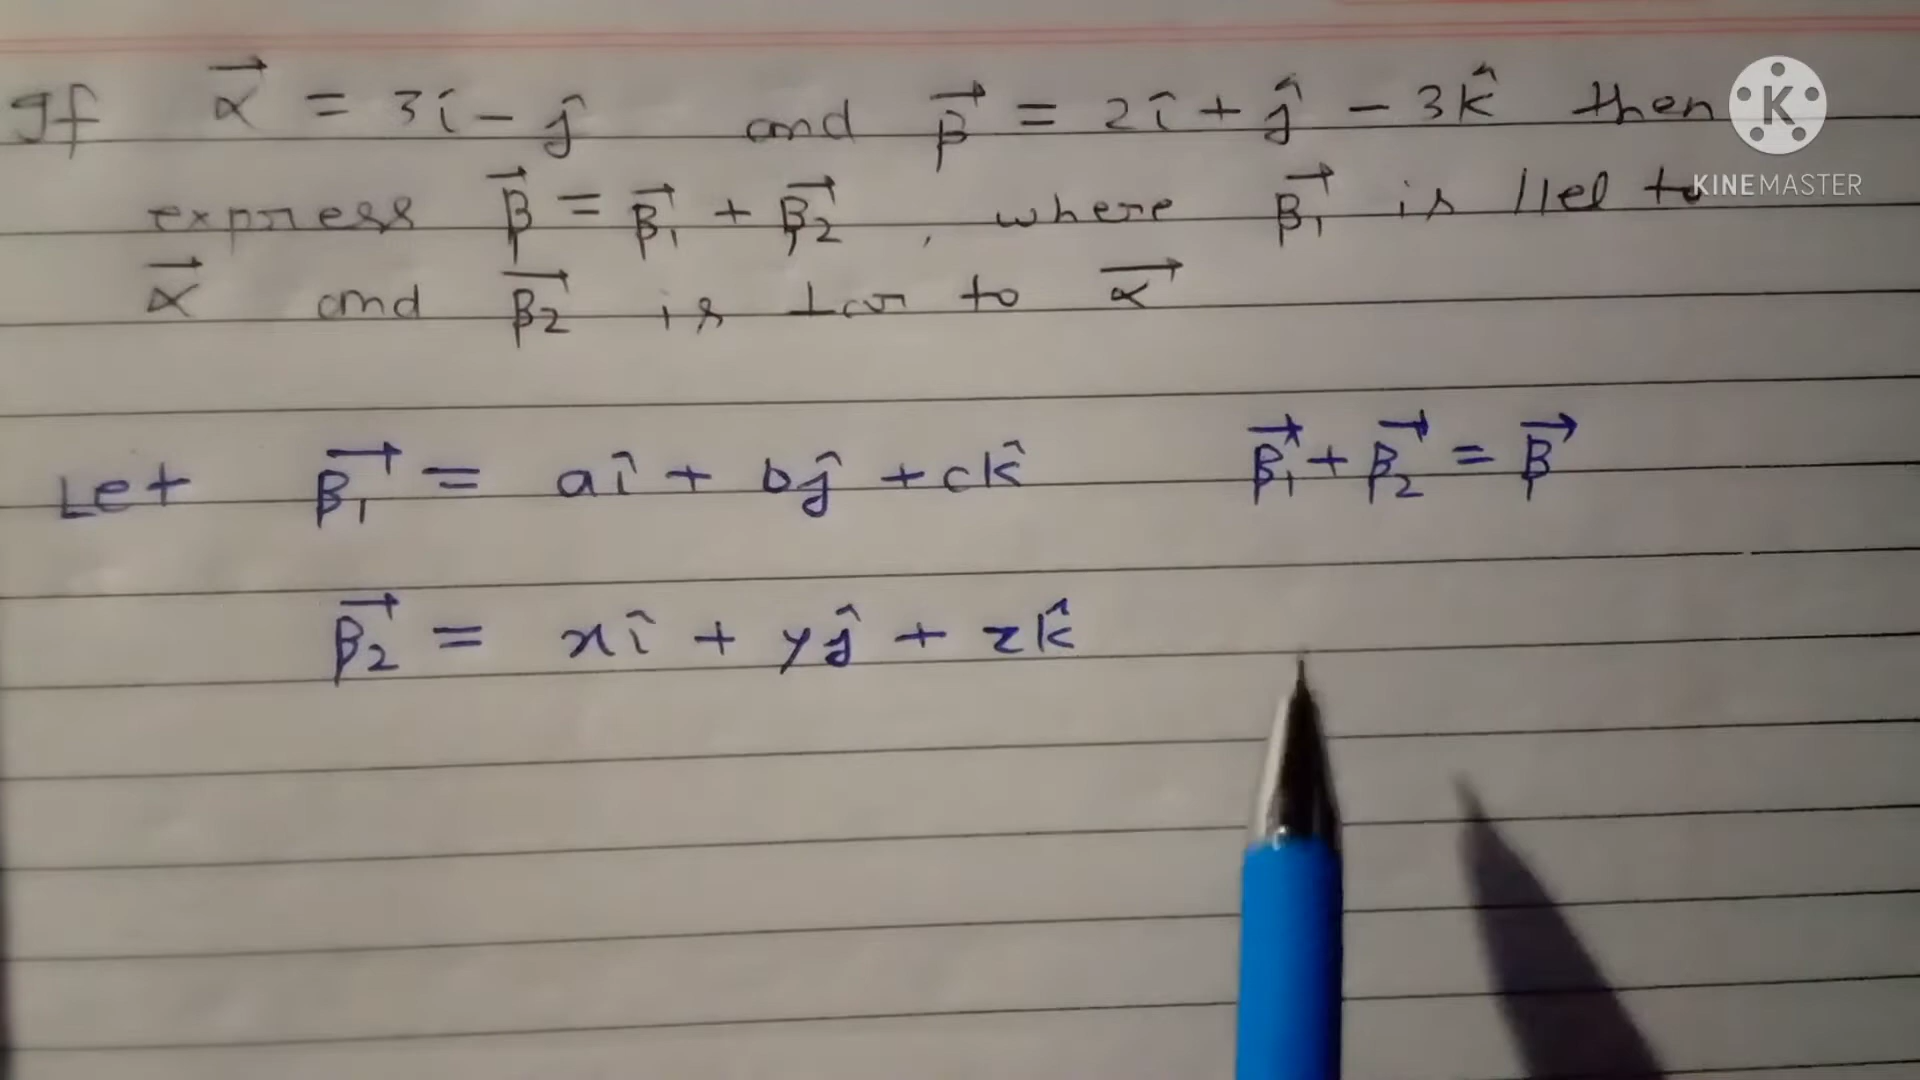 If α⃗ = 3î - ĵ and β⃗ = 2î + ĵ - 3k̂ then
express β⃗ = β⃗₁ + β⃗₂, where β⃗₁ is llel to
α⃗ and β⃗₂ is ⊥ar to α⃗
Let β⃗₁ = aî + bĵ + ck̂ β⃗₁ + β⃗₂ = β⃗
β⃗₂ = xî + yĵ + zk̂
K
KINEMASTER